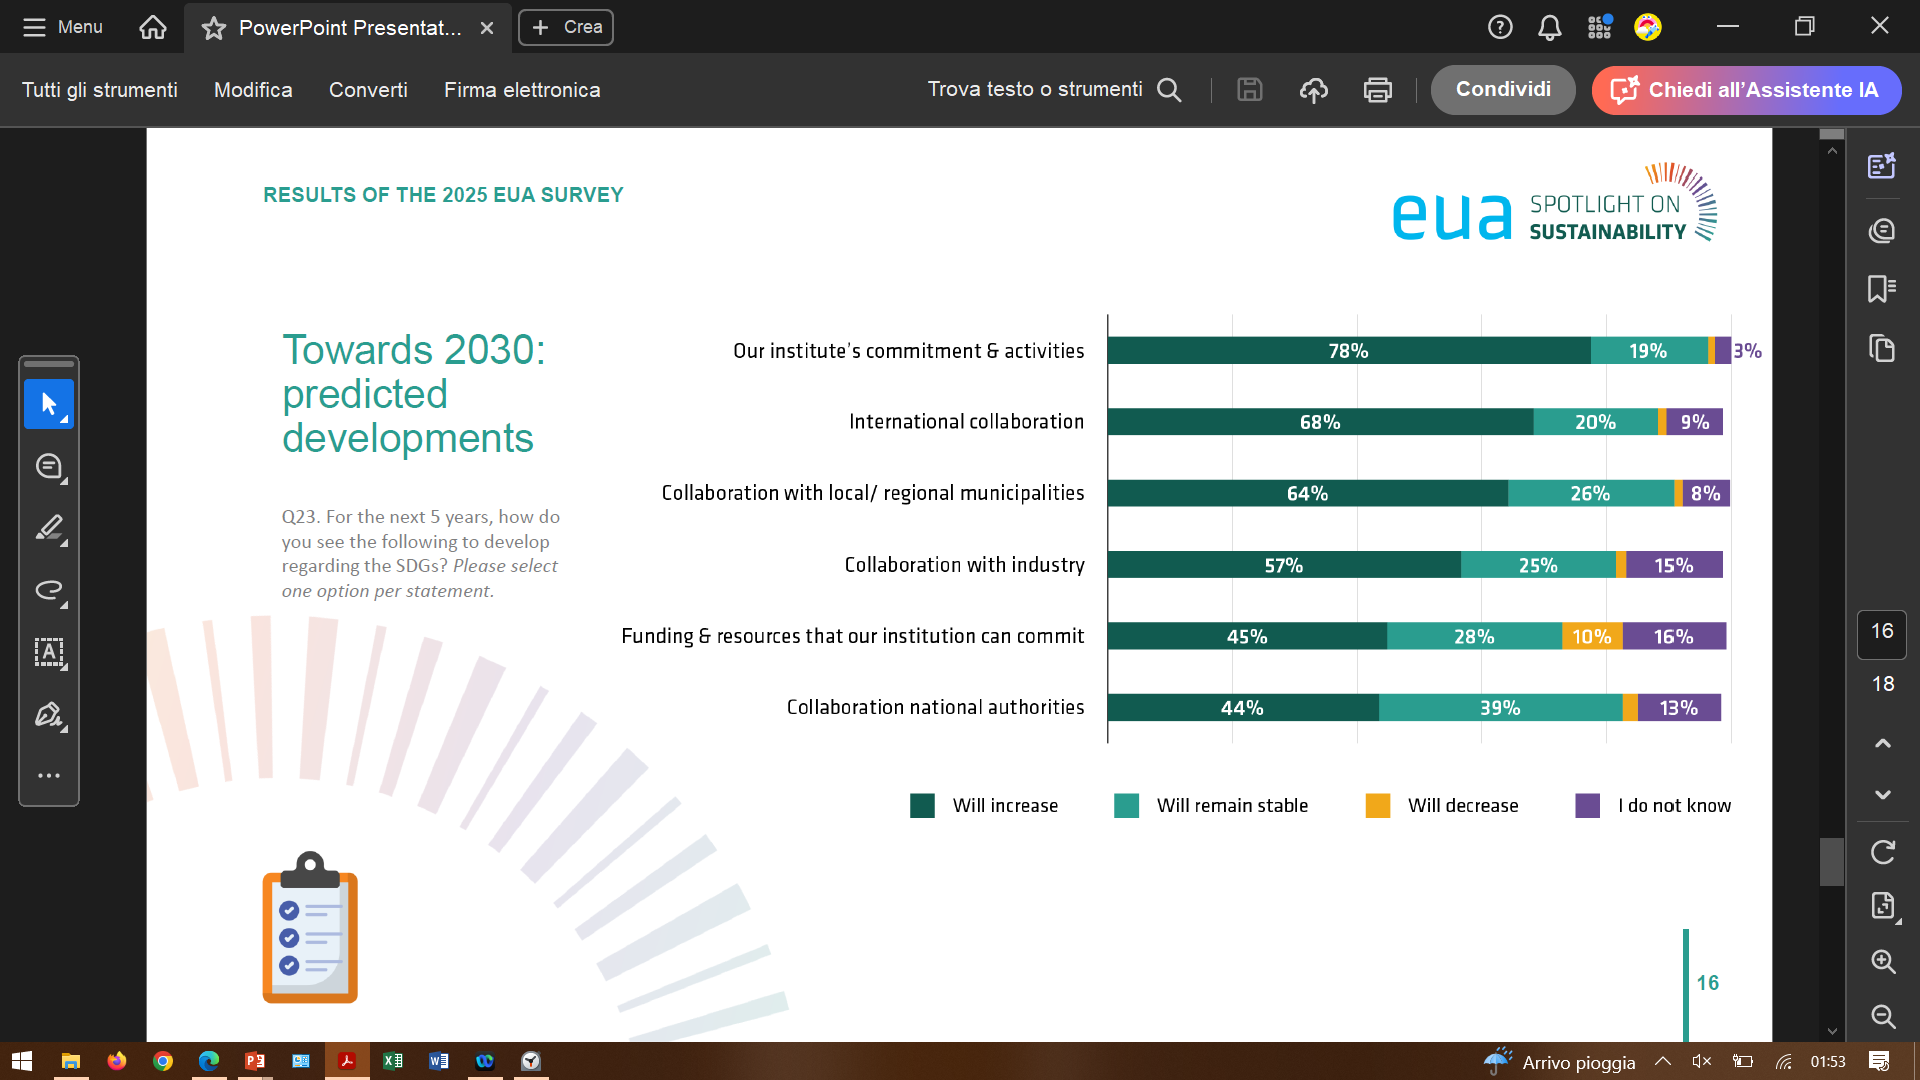 Menu
PowerPoint Presentat...
Crea
Tutti gli strumenti
Modifica
Converti
Firma elettronica
Trova testo o strumenti
Condividi
Chiedi all'Assistente IA
RESULTS OF THE 2025 EUA SURVEY
eua
SPOTLIGHT ON
SUSTAINABILITY
Towards 2030:
predicted
developments
Q23. For the next 5 years, how do
you see the following to develop
regarding the SDGs? Please select
one option per statement.
Our institute's commitment & activities 78% 19% 3%
International collaboration 68% 20% 9%
Collaboration with local/ regional municipalities 64% 26% 8%
Collaboration with industry 57% 25% 15%
Funding & resources that our institution can commit 45% 28% 10% 16%
Collaboration national authorities 44% 39% 13%
Will increase
Will remain stable
Will decrease
I do not know
16
16
18
Arrivo pioggia
01:53